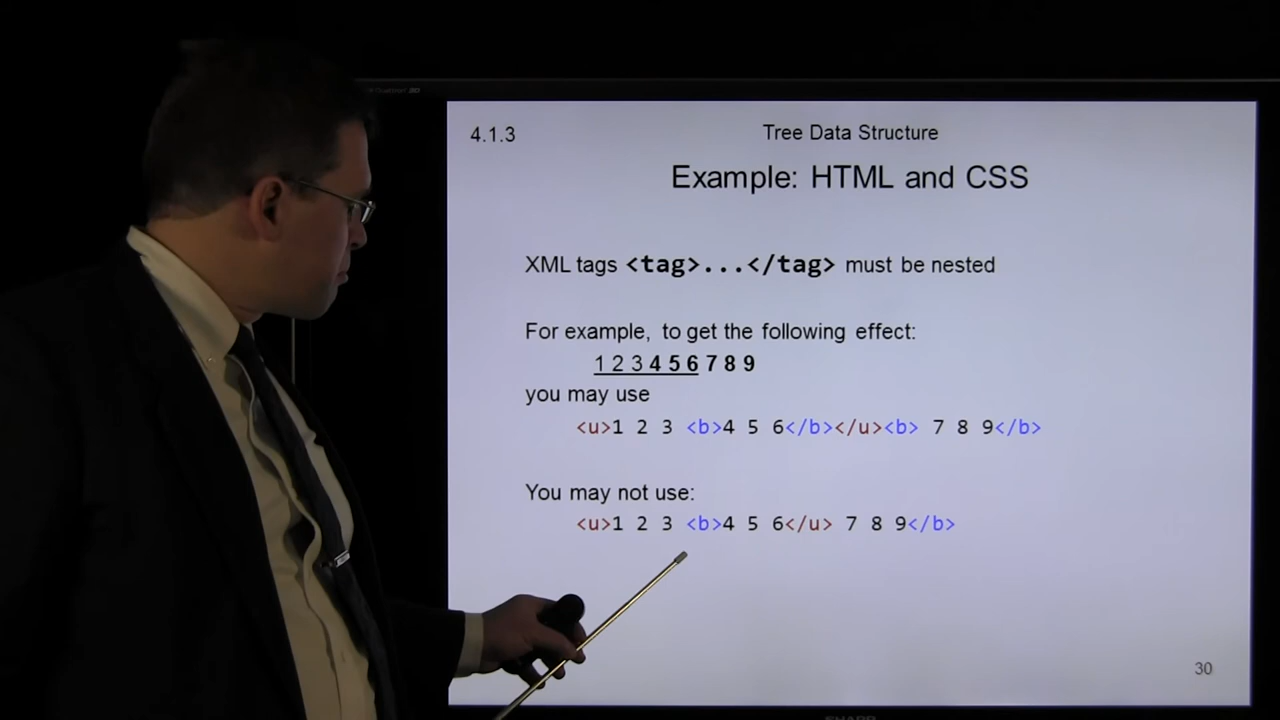 4.1.3
Tree Data Structure
Example: HTML and CSS
XML tags <tag>...</tag> must be nested
For example, to get the following effect:
1 2 3 4 5 6 7 8 9
you may use
<u>1 2 3 <b>4 5 6</b></u><b> 7 8 9</b>
You may not use:
<u>1 2 3 <b>4 5 6</u> 7 8 9</b>
30